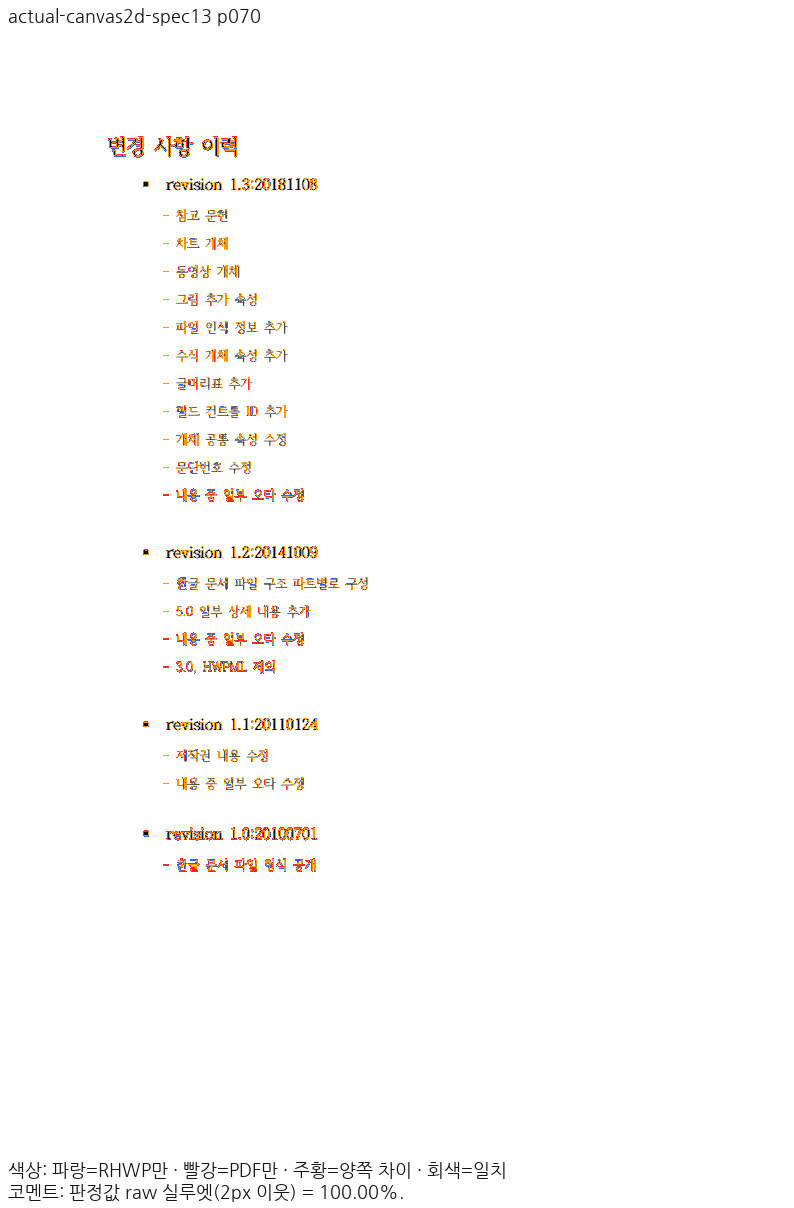 actual-canvas2d-spec13 p070
변경 사항 이력
▪ revision 1.3:20181108
- 참고 문헌
- 차트 개체
- 동영상 개체
- 그림 추가 속성
- 파일 인식 정보 추가
- 수식 개체 속성 추가
- 글머리표 추가
- 필드 컨트롤 ID 추가
- 개체 공통 속성 수정
- 문단번호 수정
- 내용 중 일부 오타 수정
▪ revision 1.2:20141009
- 한글 문서 파일 구조 파트별로 구성
- 5.0 일부 상세 내용 추가
- 내용 중 일부 오타 수정
- 3.0, HWPML 제외
▪ revision 1.1:20110124
- 저작권 내용 수정
- 내용 중 일부 오타 수정
▪ revision 1.0:20100701
- 한글 문서 파일 형식 공개
색상: 파랑=RHWP만 · 빨강=PDF만 · 주황=양쪽 차이 · 회색=일치
코멘트: 판정값 raw 실루엣(2px 이웃) = 100.00%.